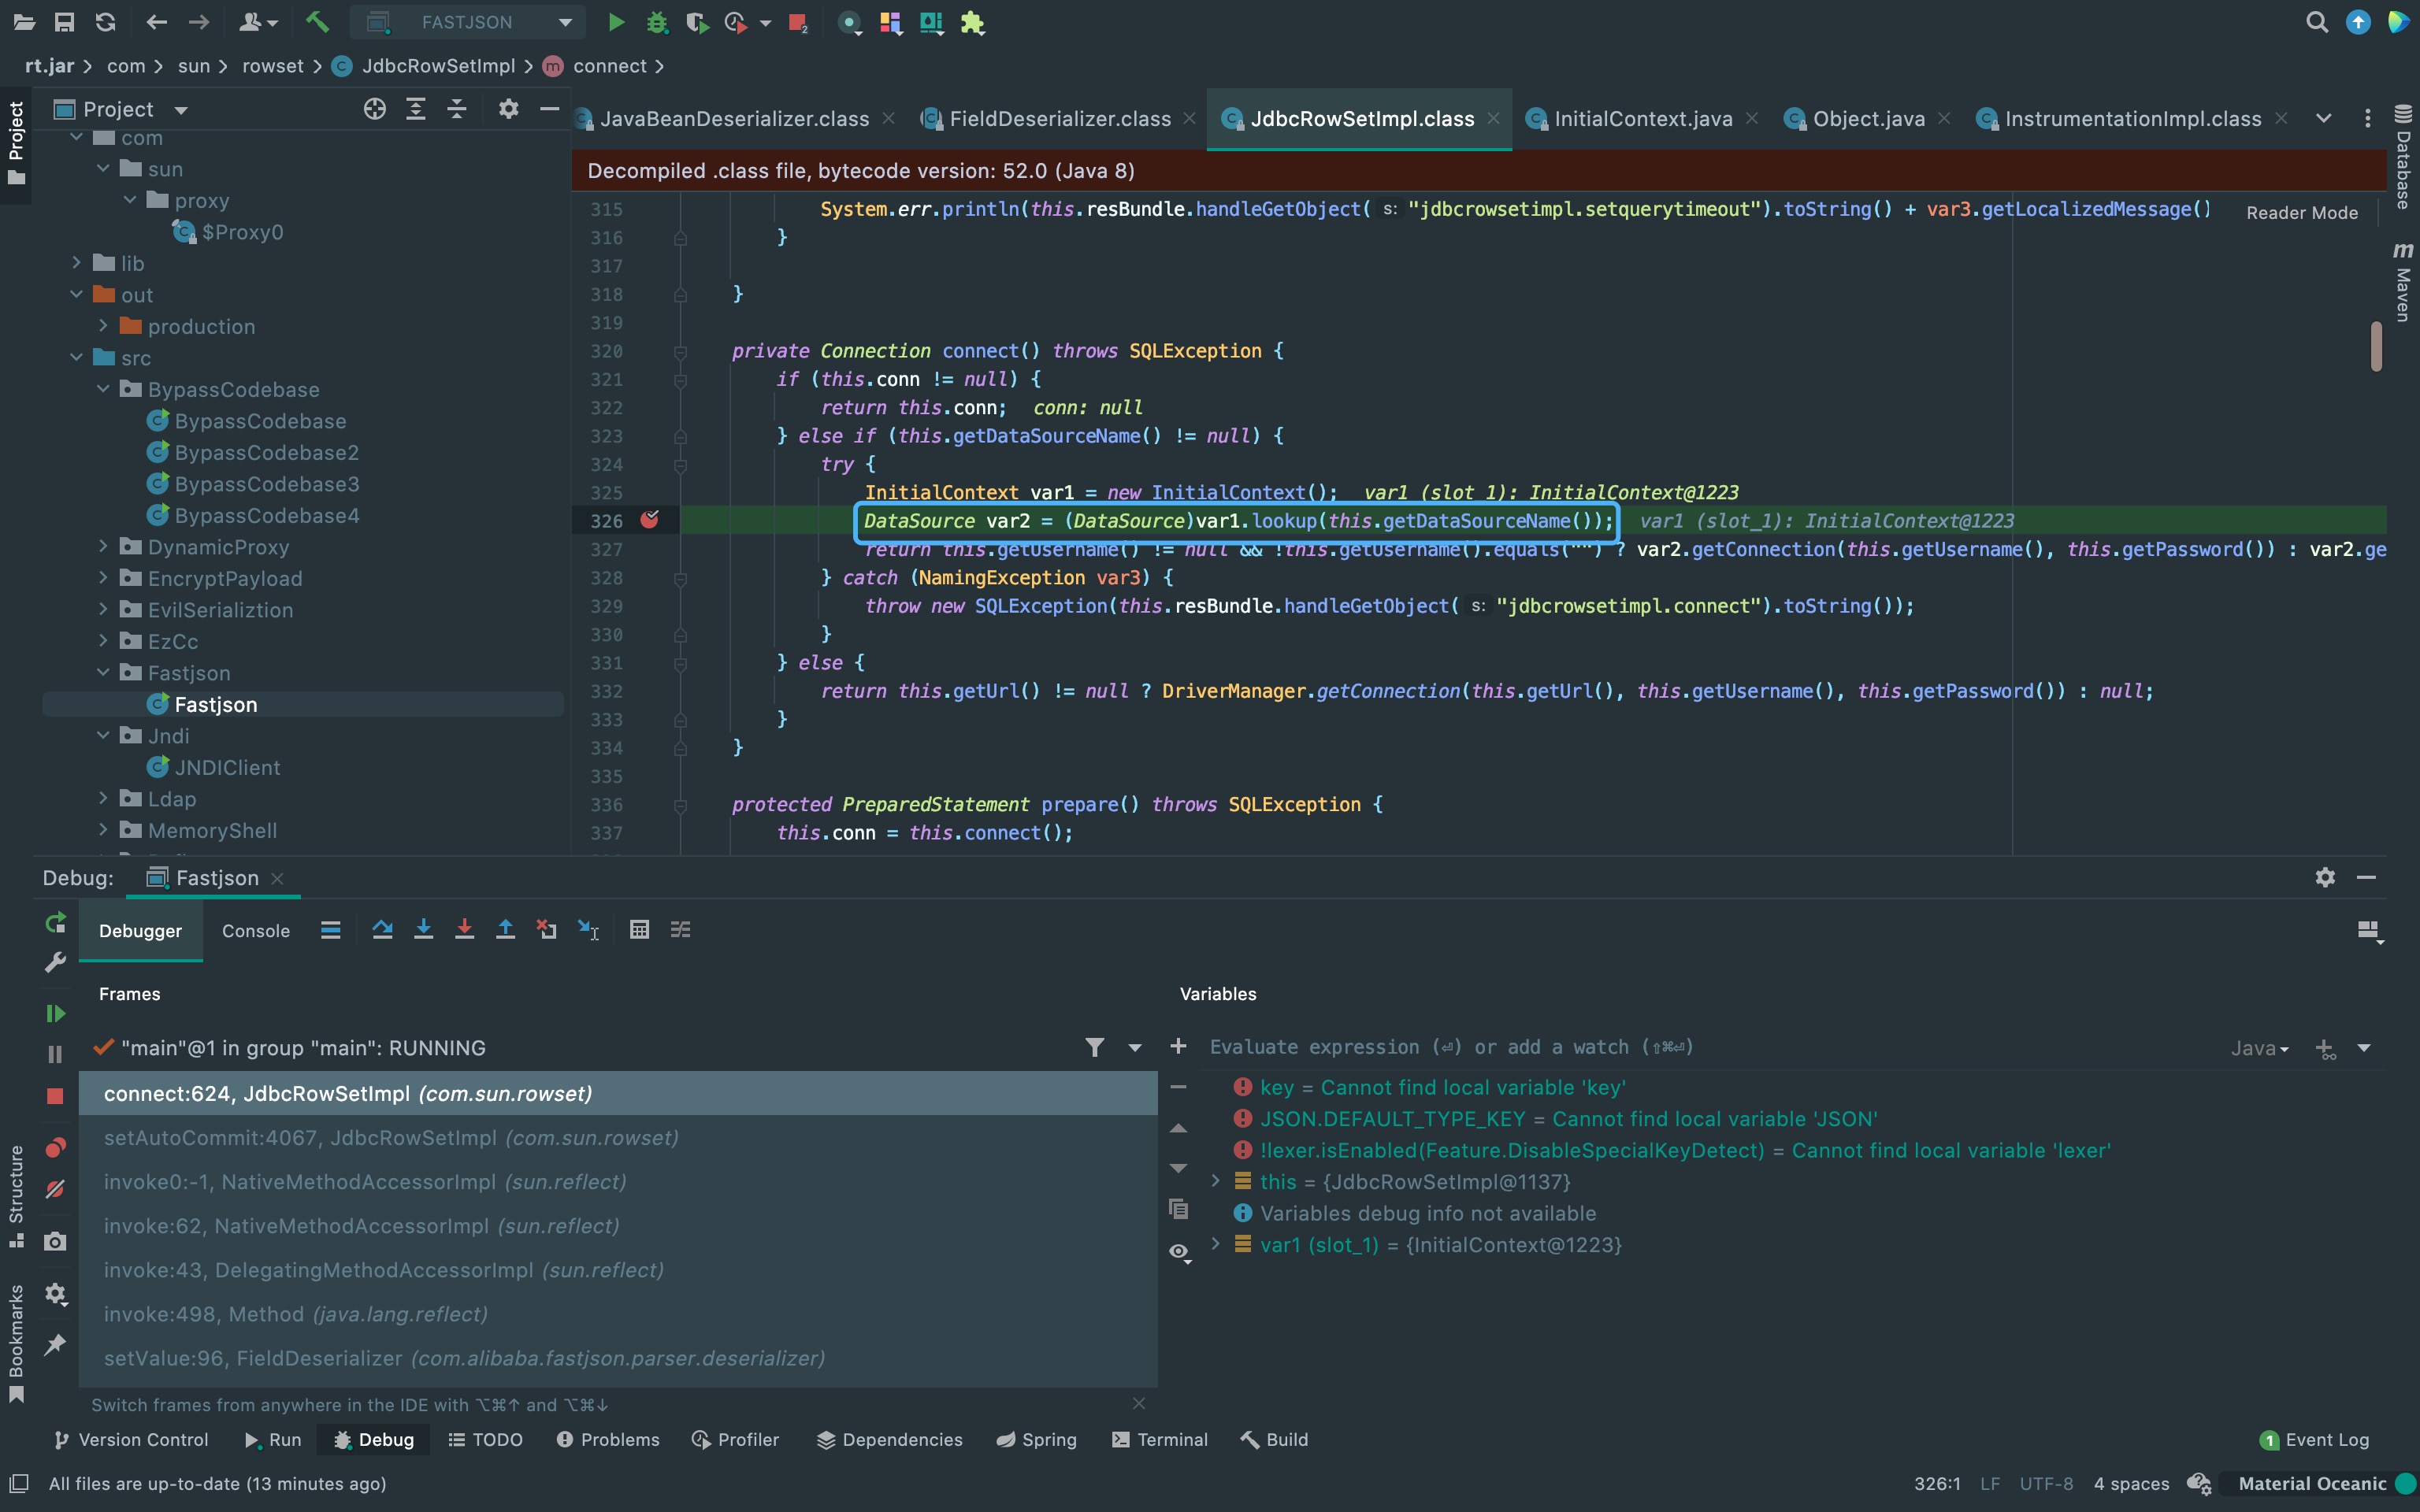 FASTJSON
rt.jar com sun rowset JdbcRowSetImpl connect
Project
Project
com
sun
proxy
$Proxy0
lib
out
production
src
BypassCodebase
BypassCodebase
BypassCodebase2
BypassCodebase3
BypassCodebase4
DynamicProxy
EncryptPayload
EvilSerializtion
EzCc
Fastjson
Fastjson
Jndi
JNDIClient
Ldap
MemoryShell
JavaBeanDeserializer.class FieldDeserializer.class JdbcRowSetImpl.class InitialContext.java Object.java InstrumentationImpl.class
Database
Maven
Decompiled .class file, bytecode version: 52.0 (Java 8)
Reader Mode
315 System.err.println(this.resBundle.handleGetObject( s: "jdbcrowsetimpl.setquerytimeout").toString() + var3.getLocalizedMessage()
316 }
317
318 }
319
320 private Connection connect() throws SQLException {
321 if (this.conn != null) {
322 return this.conn; conn: null
323 } else if (this.getDataSourceName() != null) {
324 try {
325 InitialContext var1 = new InitialContext(); var1 (slot_1): InitialContext@1223
326 DataSource var2 = (DataSource)var1.lookup(this.getDataSourceName()); var1 (slot_1): InitialContext@1223
327 return this.getUsername() != null && !this.getUsername().equals("") ? var2.getConnection(this.getUsername(), this.getPassword()) : var2.ge
328 } catch (NamingException var3) {
329 throw new SQLException(this.resBundle.handleGetObject( s: "jdbcrowsetimpl.connect").toString());
330 }
331 } else {
332 return this.getUrl() != null ? DriverManager.getConnection(this.getUrl(), this.getUsername(), this.getPassword()) : null;
333 }
334 }
335
336 protected PreparedStatement prepare() throws SQLException {
337 this.conn = this.connect();
Debug: Fastjson
Debugger Console
Frames
"main"@1 in group "main": RUNNING
connect:624, JdbcRowSetImpl (com.sun.rowset)
setAutoCommit:4067, JdbcRowSetImpl (com.sun.rowset)
invoke0:-1, NativeMethodAccessorImpl (sun.reflect)
invoke:62, NativeMethodAccessorImpl (sun.reflect)
invoke:43, DelegatingMethodAccessorImpl (sun.reflect)
invoke:498, Method (java.lang.reflect)
setValue:96, FieldDeserializer (com.alibaba.fastjson.parser.deserializer)
Switch frames from anywhere in the IDE with ⌥⌘↑ and ⌥⌘↓
Variables
Evaluate expression (⏎) or add a watch (⇧⌘⏎)
Java
key = Cannot find local variable 'key'
JSON.DEFAULT_TYPE_KEY = Cannot find local variable 'JSON'
!lexer.isEnabled(Feature.DisableSpecialKeyDetect) = Cannot find local variable 'lexer'
this = {JdbcRowSetImpl@1137}
Variables debug info not available
var1 (slot_1) = {InitialContext@1223}
Structure
Bookmarks
Version Control Run Debug TODO Problems Profiler Dependencies Spring Terminal Build
1 Event Log
All files are up-to-date (13 minutes ago)
326:1 LF UTF-8 4 spaces Material Oceanic